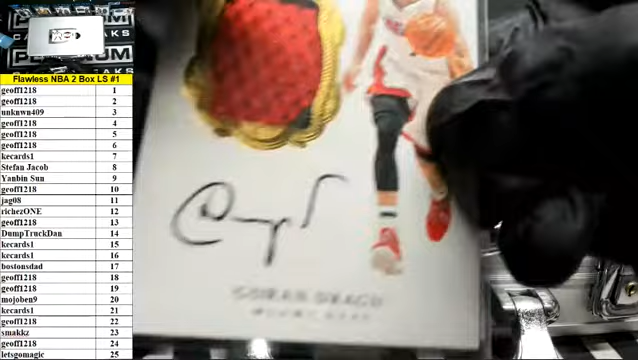 Flawless NBA 2 Box LS #1
geoff1218 1
geoff1218 2
unknwn409 3
geoff1218 4
geoff1218 5
geoff1218 6
kecards1 7
Stefan Jacob 8
Yanbin Sun 9
geoff1218 10
jag08 11
richezONE 12
geoff1218 13
DumpTruckDan 14
kecards1 15
kecards1 16
bostonsdad 17
geoff1218 18
geoff1218 19
mojoben9 20
kecards1 21
geoff1218 22
smakkz 23
geoff1218 24
letsgomagic 25
GORAN DRAGIC
MIAMI HEAT